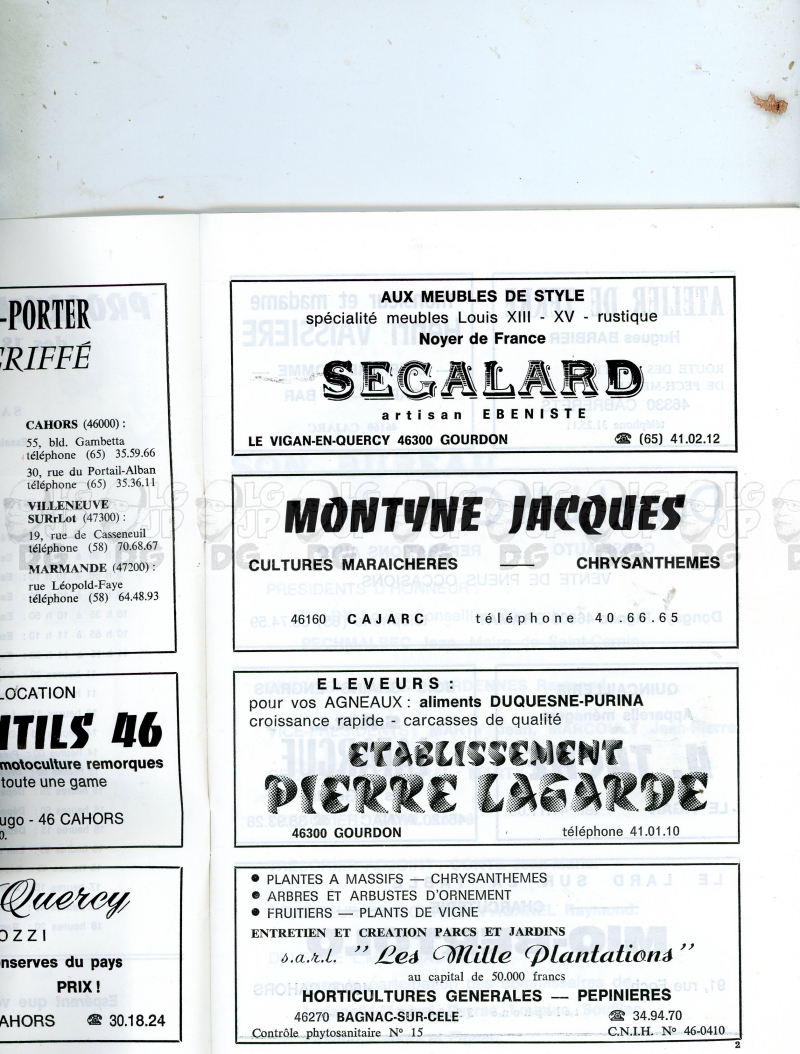 -PORTER
GRIFFÉ
CAHORS (46000) :
55, bld. Gambetta
téléphone (65) 35.59.66
30, rue du Portail-Alban
téléphone (65) 35.36.11
VILLENEUVE
SURrLot (47300) :
19, rue de Casseneuil
téléphone (58) 70.68.67
MARMANDE (47200) :
rue Léopold-Faye
téléphone (58) 64.48.93
LOCATION
TILS 46
motoculture remorques
toute une game
ugo - 46 CAHORS
0.
Quercy
OZZI
nserves du pays
PRIX !
AHORS ☎ 30.18.24
AUX MEUBLES DE STYLE
spécialité meubles Louis XIII - XV - rustique
Noyer de France
SEGALARD
artisan EBENISTE
LE VIGAN-EN-QUERCY 46300 GOURDON ☎ (65) 41.02.12
MONTYNE JACQUES
CULTURES MARAICHERES —— CHRYSANTHEMES
46160 CAJARC téléphone 40.66.65
ELEVEURS :
pour vos AGNEAUX : aliments DUQUESNE-PURINA
croissance rapide - carcasses de qualité
ETABLISSEMENT
PIERRE LAGARDE
46300 GOURDON téléphone 41.01.10
● PLANTES A MASSIFS — CHRYSANTHEMES
● ARBRES ET ARBUSTES D'ORNEMENT
● FRUITIERS — PLANTS DE VIGNE
ENTRETIEN ET CREATION PARCS ET JARDINS
s.a.r.l. "Les Mille Plantations"
au capital de 50.000 francs
HORTICULTURES GENERALES — PEPINIERES
46270 BAGNAC-SUR-CELE ☎ 34.94.70
Contrôle phytosanitaire N° 15 C.N.I.H. N° 46-0410
2